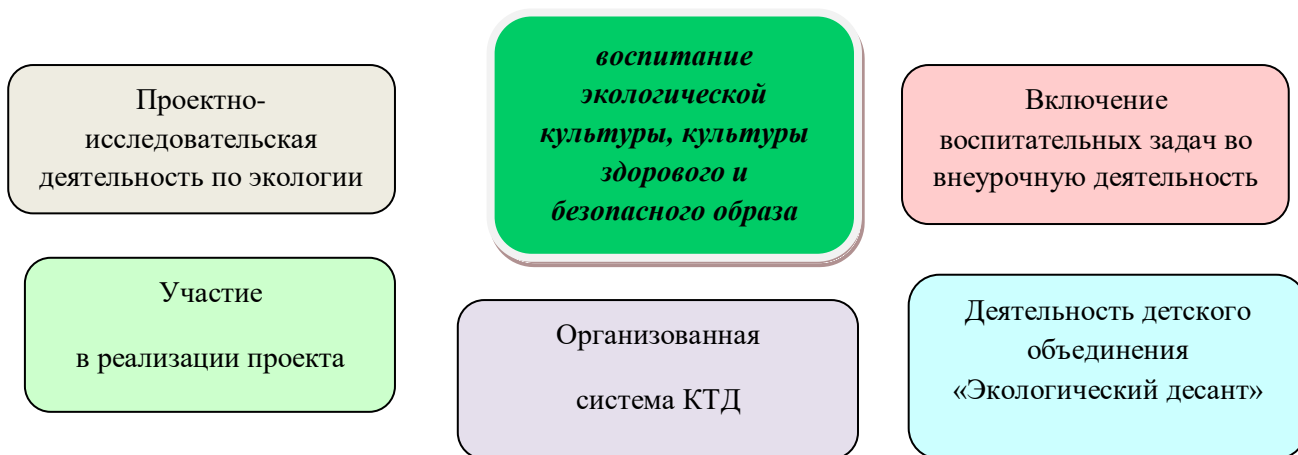 Проектно-
исследовательская
деятельность по экологии
воспитание
экологической
культуры, культуры
здорового и
безопасного образа
Включение
воспитательных задач во
внеурочную деятельность
Участие
в реализации проекта
Организованная
система КТД
Деятельность детского
объединения
«Экологический десант»